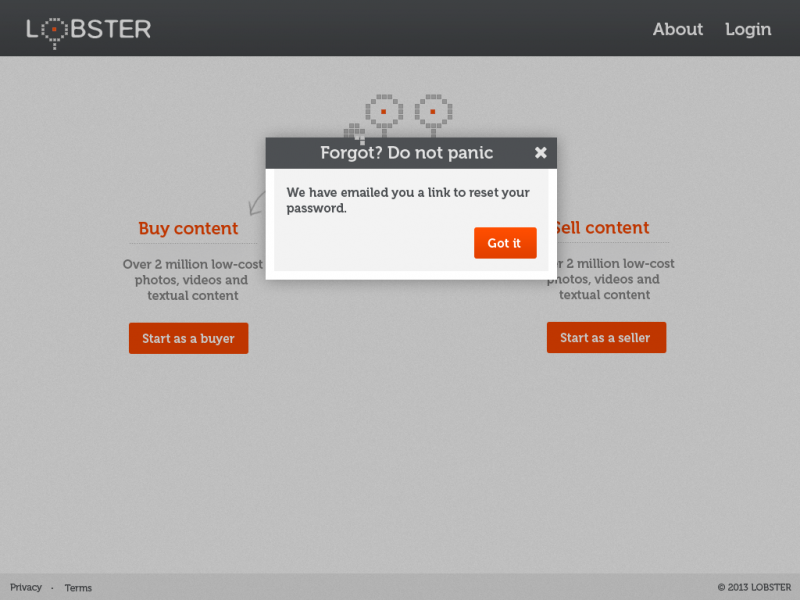 LOBSTER
About Login
Forgot? Do not panic
We have emailed you a link to reset your
password.
Got it
Buy content
Over 2 million low-cost
photos, videos and
textual content
Start as a buyer
Sell content
2 million low-cost
photos, videos and
textual content
Start as a seller
Privacy · Terms
© 2013 LOBSTER